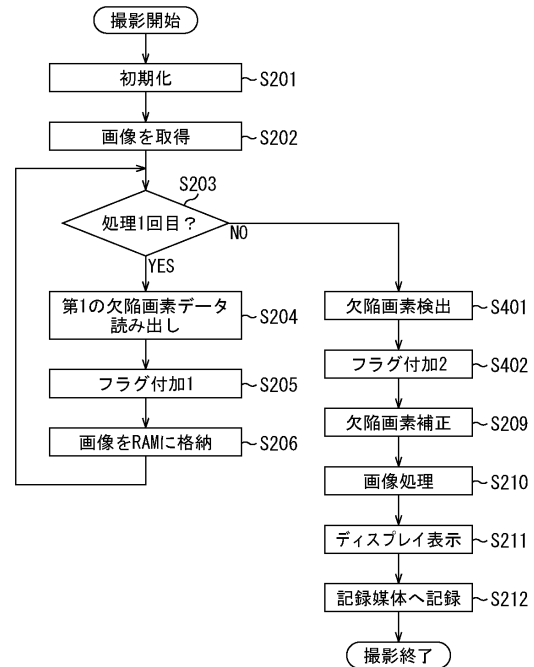 撮影開始
初期化
S201
画像を取得
S202
S203
処理1回目？
NO
YES
第1の欠陥画素データ
読み出し
S204
フラグ付加1
S205
画像をRAMに格納
S206
欠陥画素検出
S401
フラグ付加2
S402
欠陥画素補正
S209
画像処理
S210
ディスプレイ表示
S211
記録媒体へ記録
S212
撮影終了